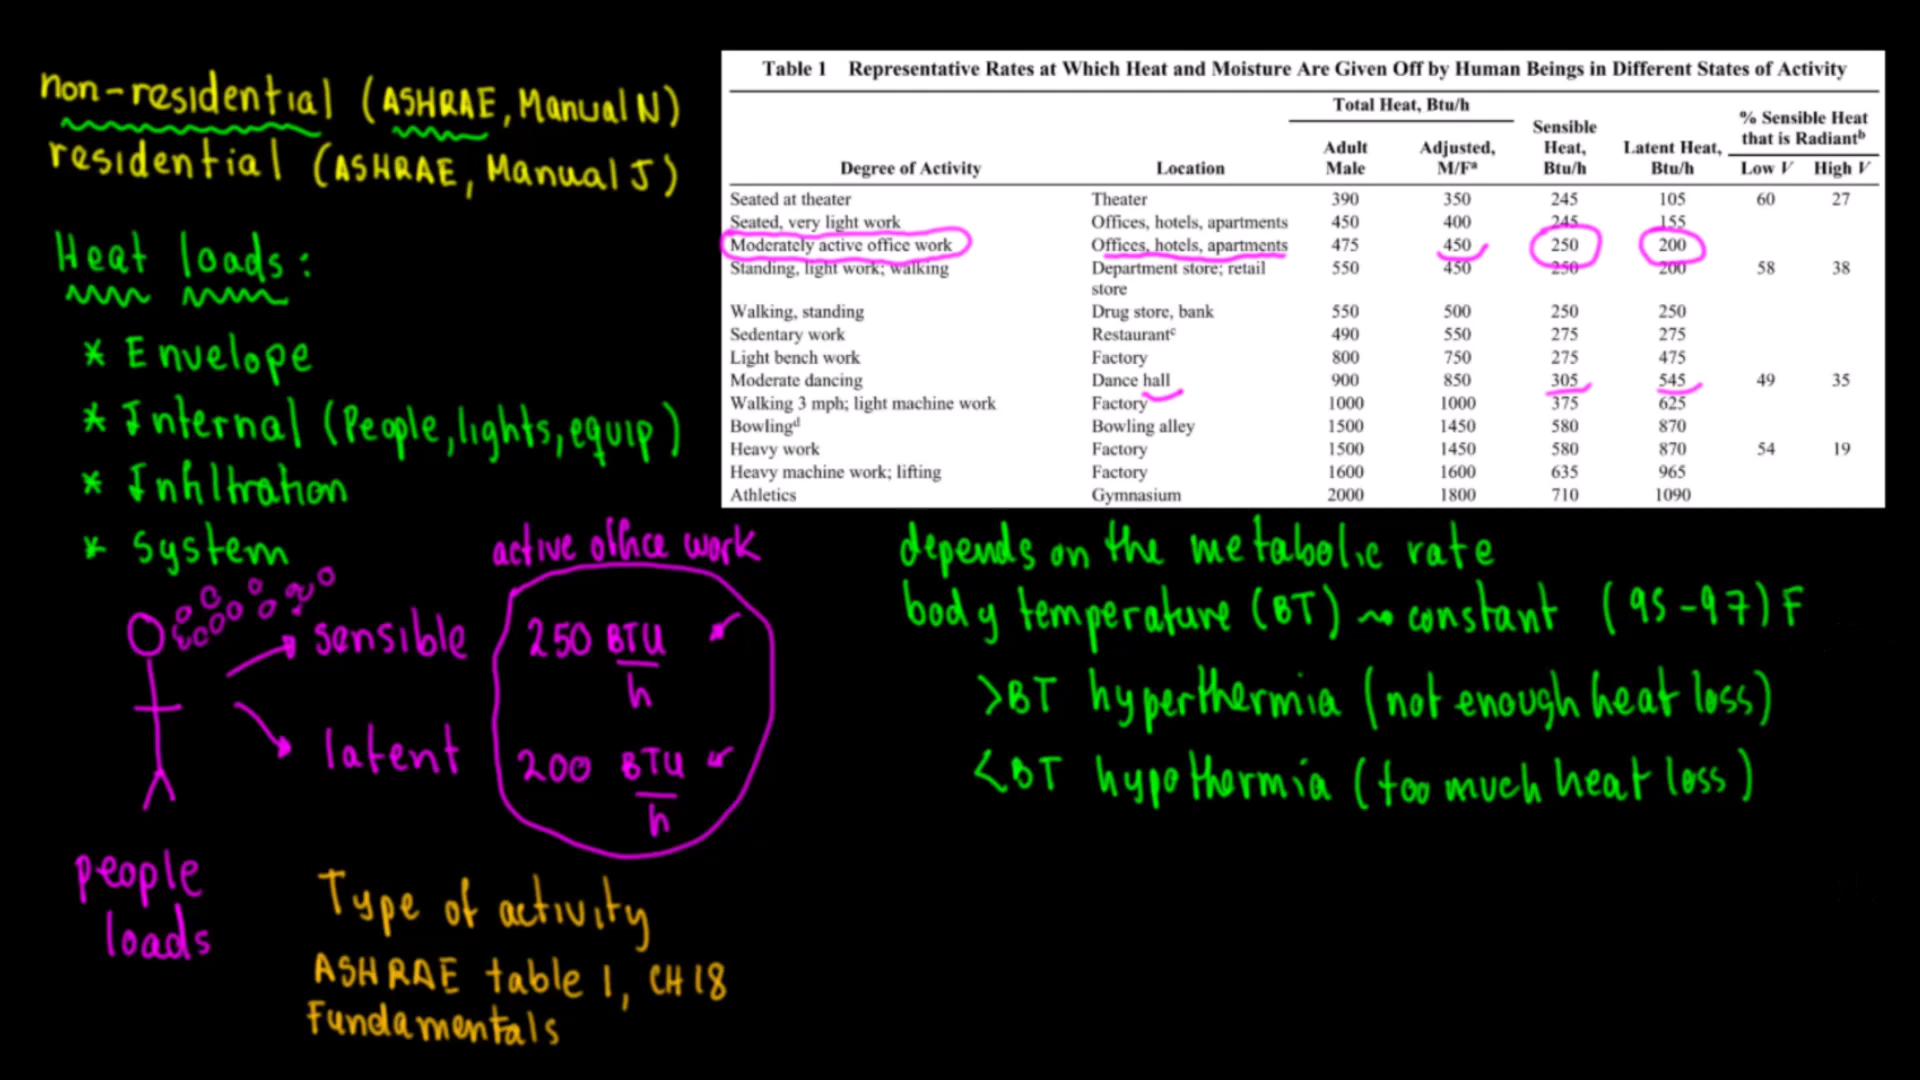 non-residential (ASHRAE, Manual N)
residential (ASHRAE, Manual J)
Heat loads:
* Envelope
* Internal (People, lights, equip)
* Infiltration
* System
sensible
latent
active office work
250 BTU
h
200 BTU
h
people
loads
Type of activity
ASHRAE table 1, CH 18
Fundamentals
Table 1 Representative Rates at Which Heat and Moisture Are Given Off by Human Beings in Different States of Activity
Total Heat, Btu/h
% Sensible Heat
Sensible
that is Radiantb
Adult Adjusted, Heat, Latent Heat,
Degree of Activity Location Male M/Fa Btu/h Btu/h Low V High V
Seated at theater Theater 390 350 245 105 60 27
Seated, very light work Offices, hotels, apartments 450 400 245 155
Moderately active office work Offices, hotels, apartments 475 450 250 200
Standing, light work; walking Department store; retail 550 450 250 200 58 38
store
Walking, standing Drug store, bank 550 500 250 250
Sedentary work Restaurantc 490 550 275 275
Light bench work Factory 800 750 275 475
Moderate dancing Dance hall 900 850 305 545 49 35
Walking 3 mph; light machine work Factory 1000 1000 375 625
Bowlingd Bowling alley 1500 1450 580 870
Heavy work Factory 1500 1450 580 870 54 19
Heavy machine work; lifting Factory 1600 1600 635 965
Athletics Gymnasium 2000 1800 710 1090
depends on the metabolic rate
body temperature (BT) ~ constant (95-97) F
>BT hyperthermia (not enough heat loss)
<BT hypothermia (too much heat loss)